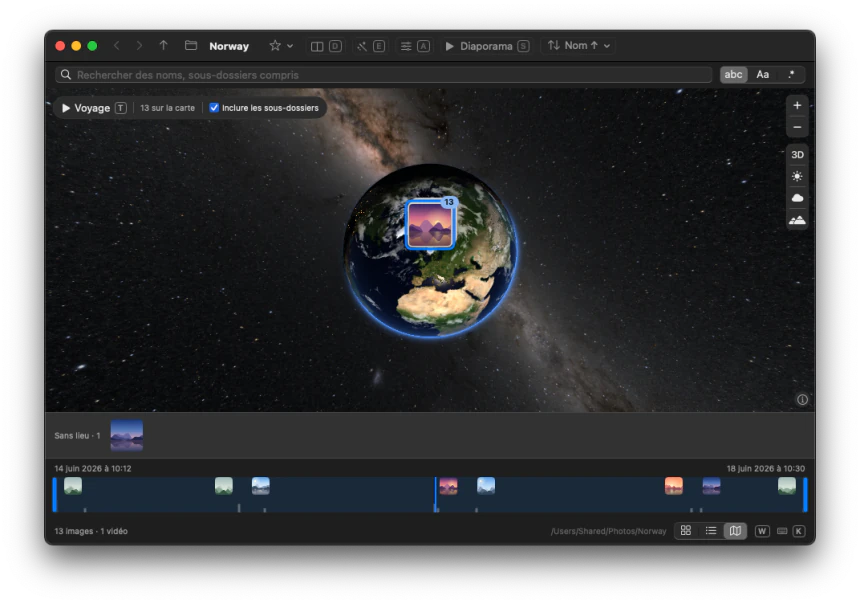 Norway
D
E
A
Diaporama S
Nom ↑
Rechercher des noms, sous-dossiers compris
abc
Aa
.*
Voyage T
13 sur la carte
Inclure les sous-dossiers
+
−
3D
13
Sans lieu · 1
14 juin 2026 à 10:12
18 juin 2026 à 10:30
13 images · 1 vidéo
/Users/Shared/Photos/Norway
W
K